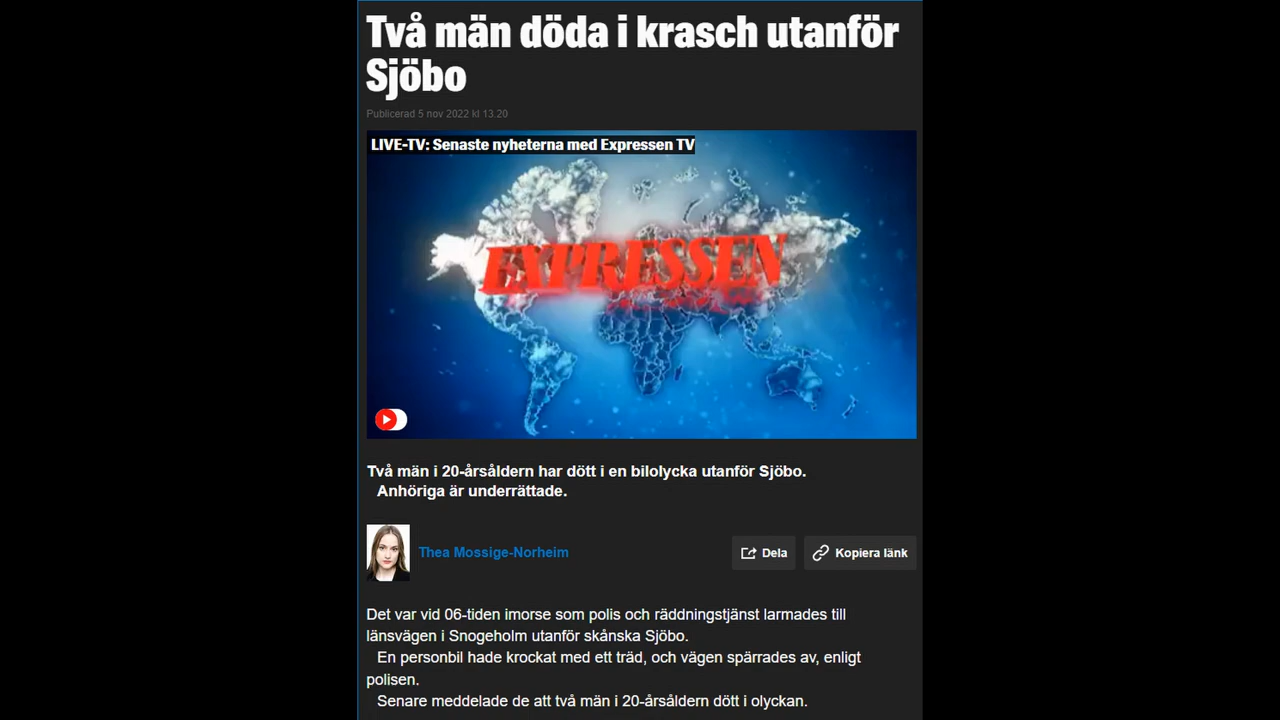 Två män döda i krasch utanför
Sjöbo
Publicerad 5 nov 2022 kl 13.20
LIVE-TV: Senaste nyheterna med Expressen TV
EXPRESSEN
Två män i 20-årsåldern har dött i en bilolycka utanför Sjöbo.
Anhöriga är underrättade.
Thea Mossige-Norheim
Dela
Kopiera länk
Det var vid 06-tiden imorse som polis och räddningstjänst larmades till
länsvägen i Snogeholm utanför skånska Sjöbo.
En personbil hade krockat med ett träd, och vägen spärrades av, enligt
polisen.
Senare meddelade de att två män i 20-årsåldern dött i olyckan.